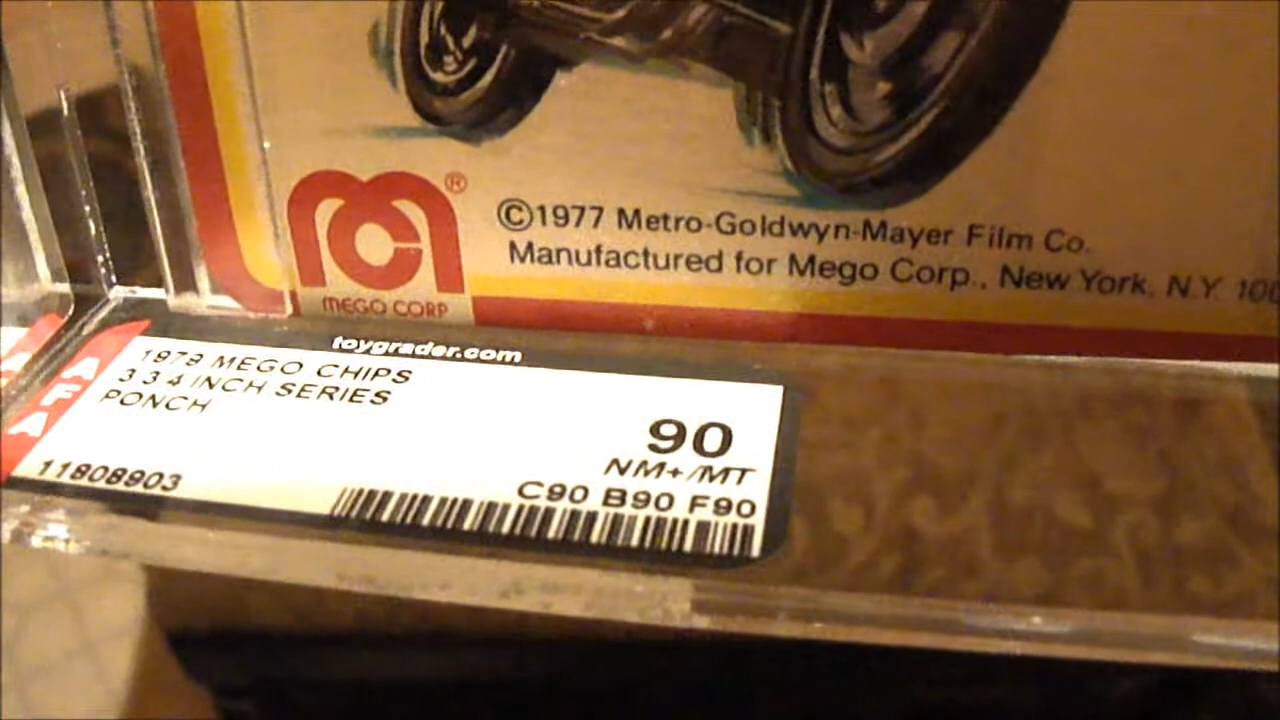 ®
MEGO CORP
©1977 Metro-Goldwyn-Mayer Film Co.
Manufactured for Mego Corp., New York, N.Y.
toygrader.com
AFA
1979 MEGO CHIPS
3 3 4 INCH SERIES
PONCH
90
NM+/MT
C90 B90 F90
11808903